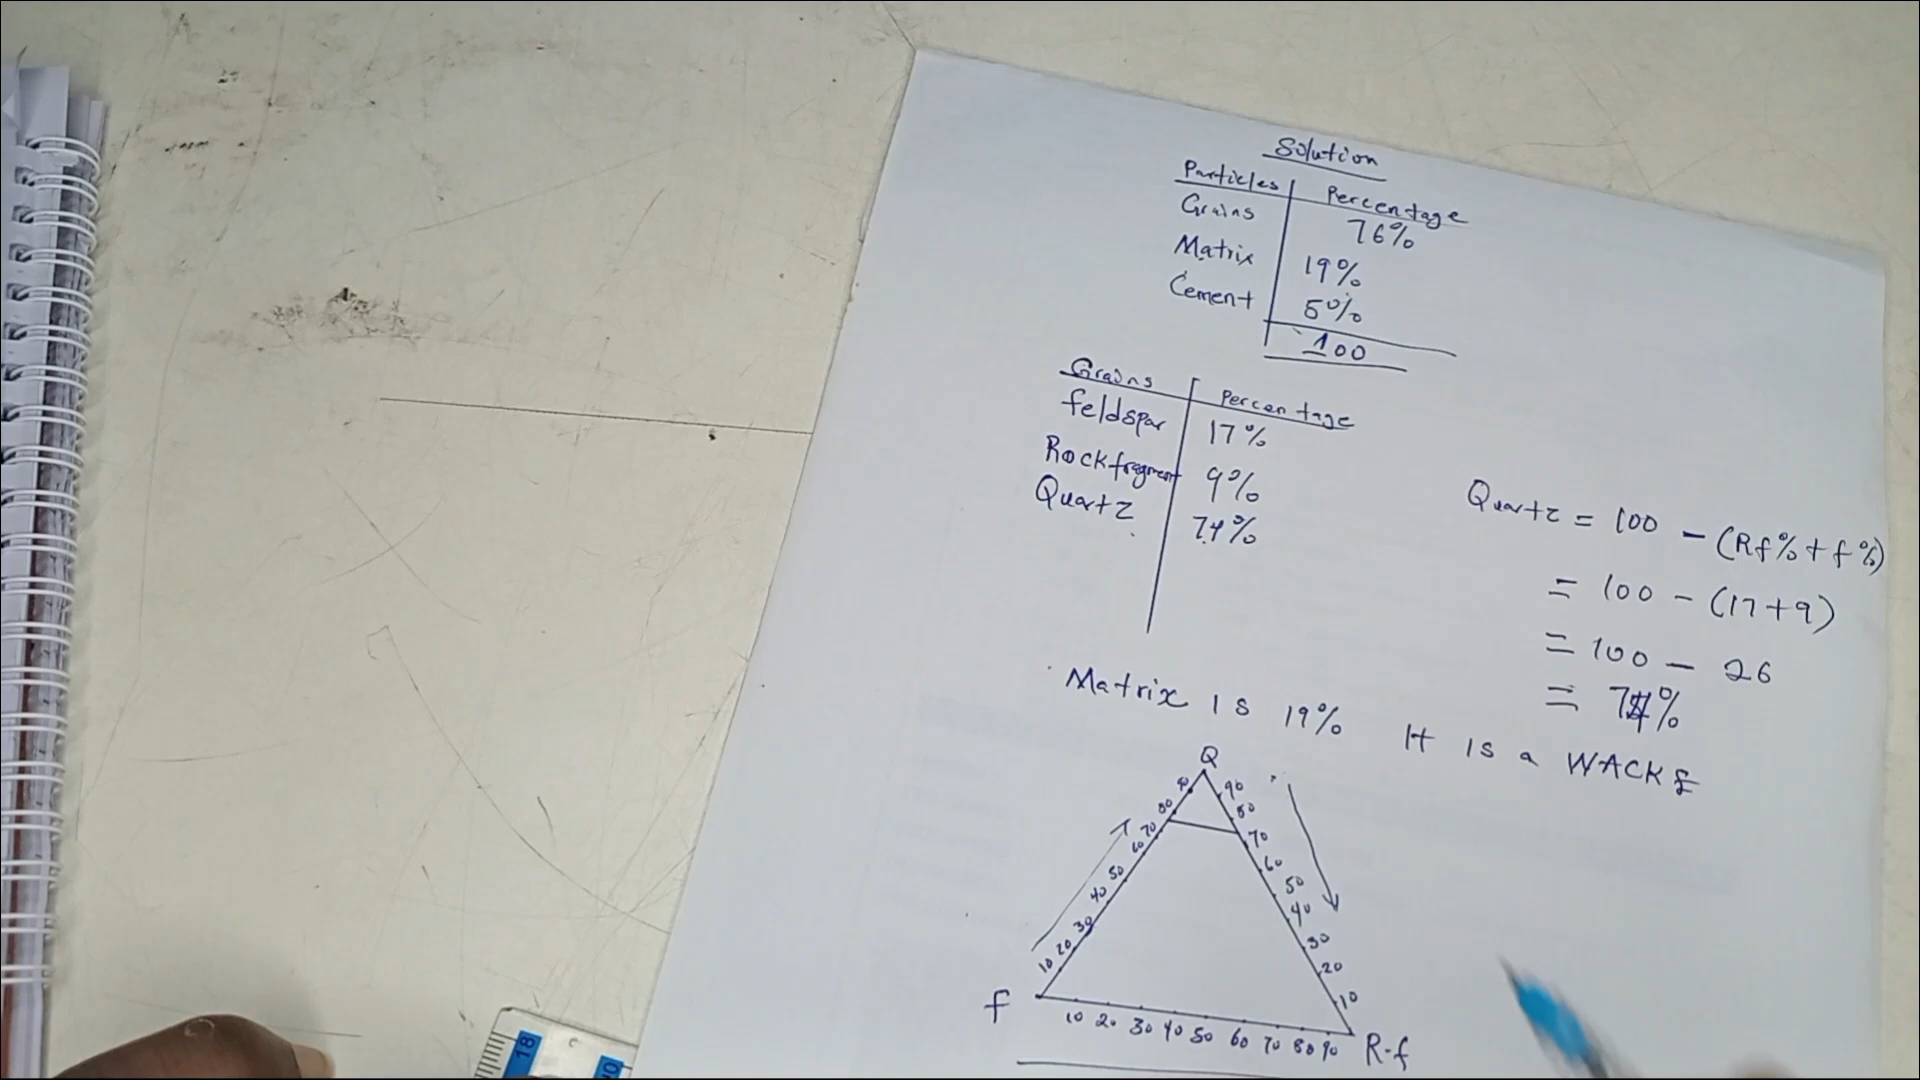 Solution
Particles Percentage
Grains 76%
Matrix 19%
Cement 5%
100
Grains Percentage
feldspar 17%
Rock fragment 9%
Quartz 74%
Quartz = 100 - (Rf% + f%)
= 100 - (17+9)
= 100 - 26
= 74%
Matrix is 19% It is a WACKE
Q
90 90
80 80
70 70
60 60
50 50
40 40
30 30
20 20
10 10
f 10 20 30 40 50 60 70 80 90 R.f
18